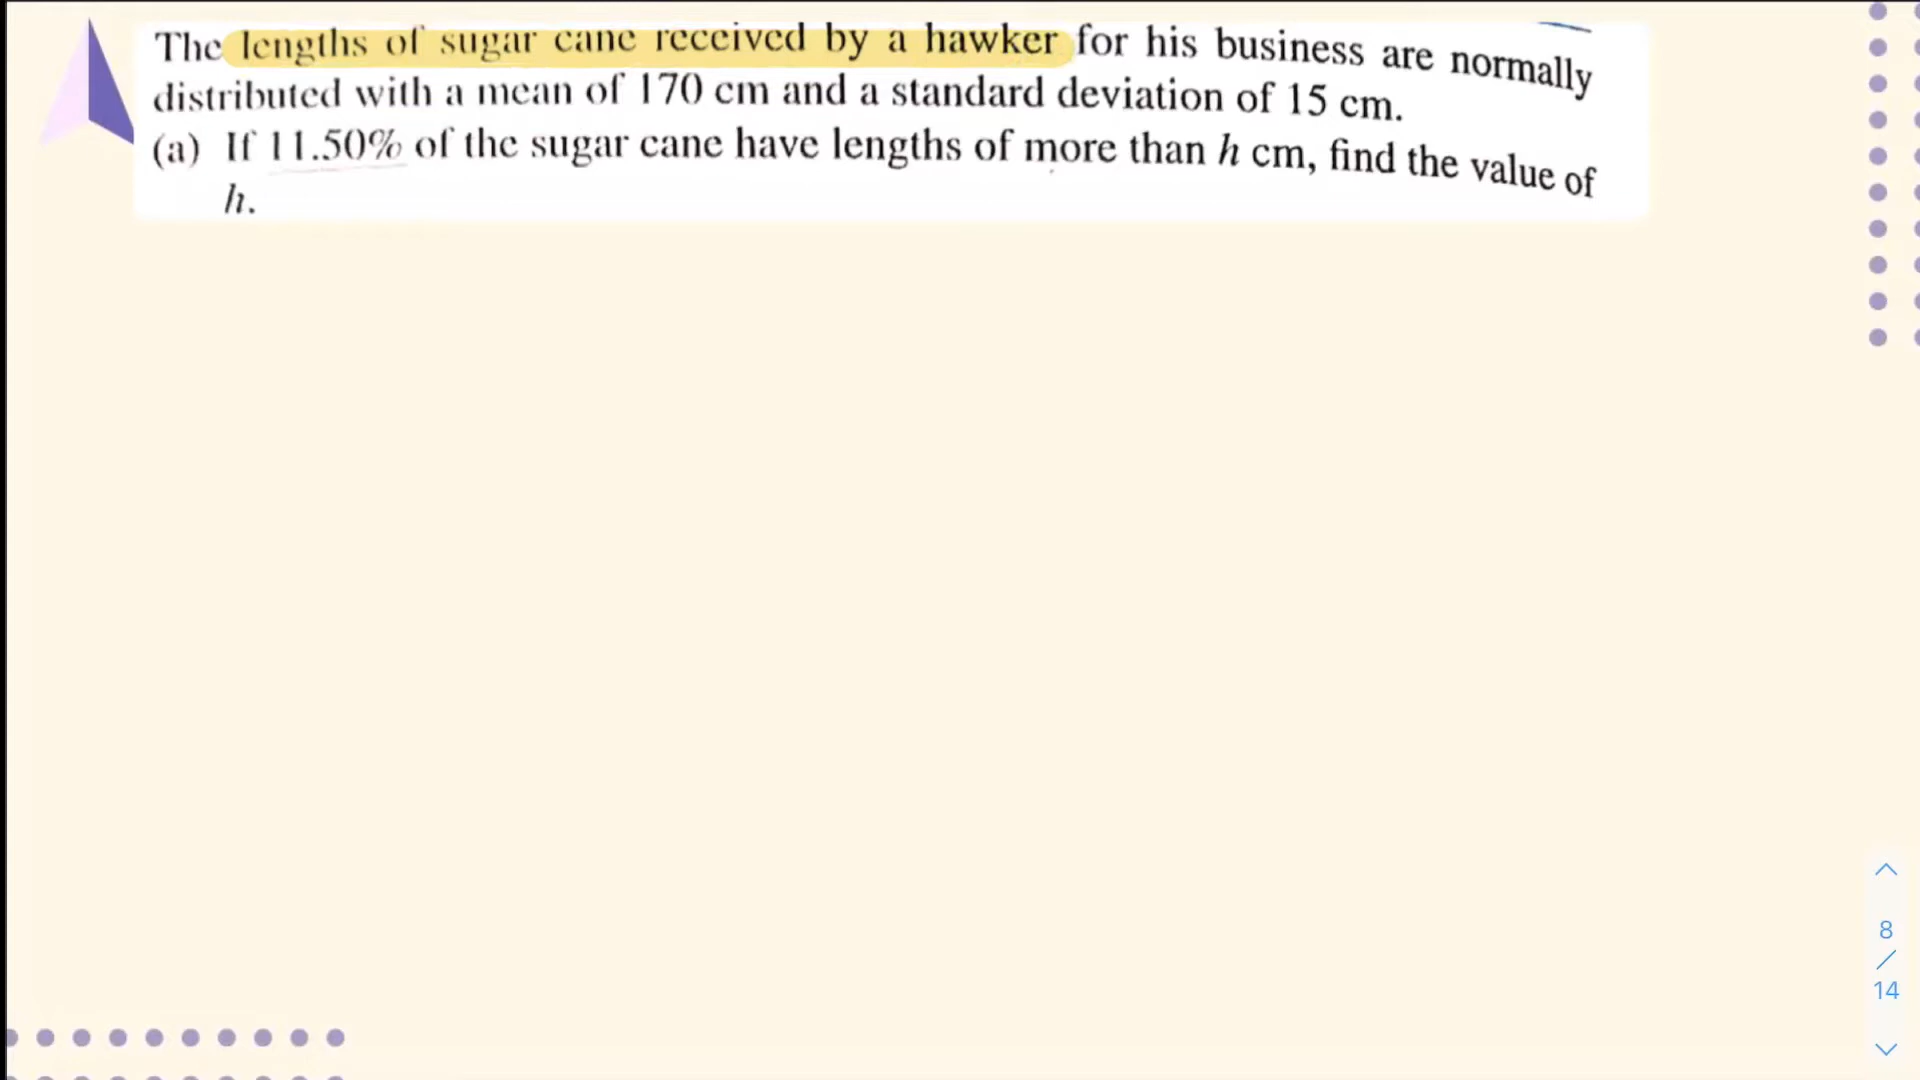 The lengths of sugar cane received by a hawker for his business are normally
distributed with a mean of 170 cm and a standard deviation of 15 cm.
(a) If 11.50% of the sugar cane have lengths of more than h cm, find the value of
h.
8
/
14